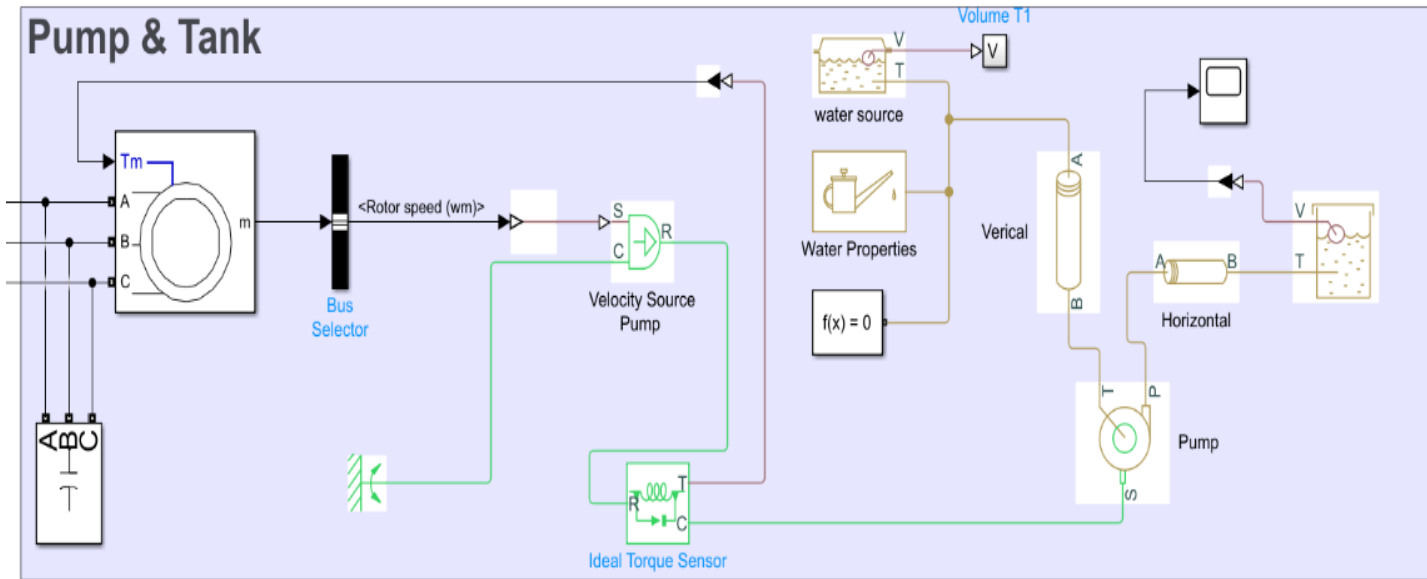 Pump & Tank
Volume T1
V
V
T
water source
Tm
A
B
C
m
<Rotor speed (wm)>
Bus
Selector
S
C
R
Velocity Source
Pump
Water Properties
f(x) = 0
A
Verical
B
V
T
A
B
Horizontal
T
P
S
Pump
A
B
C
R
T
C
Ideal Torque Sensor